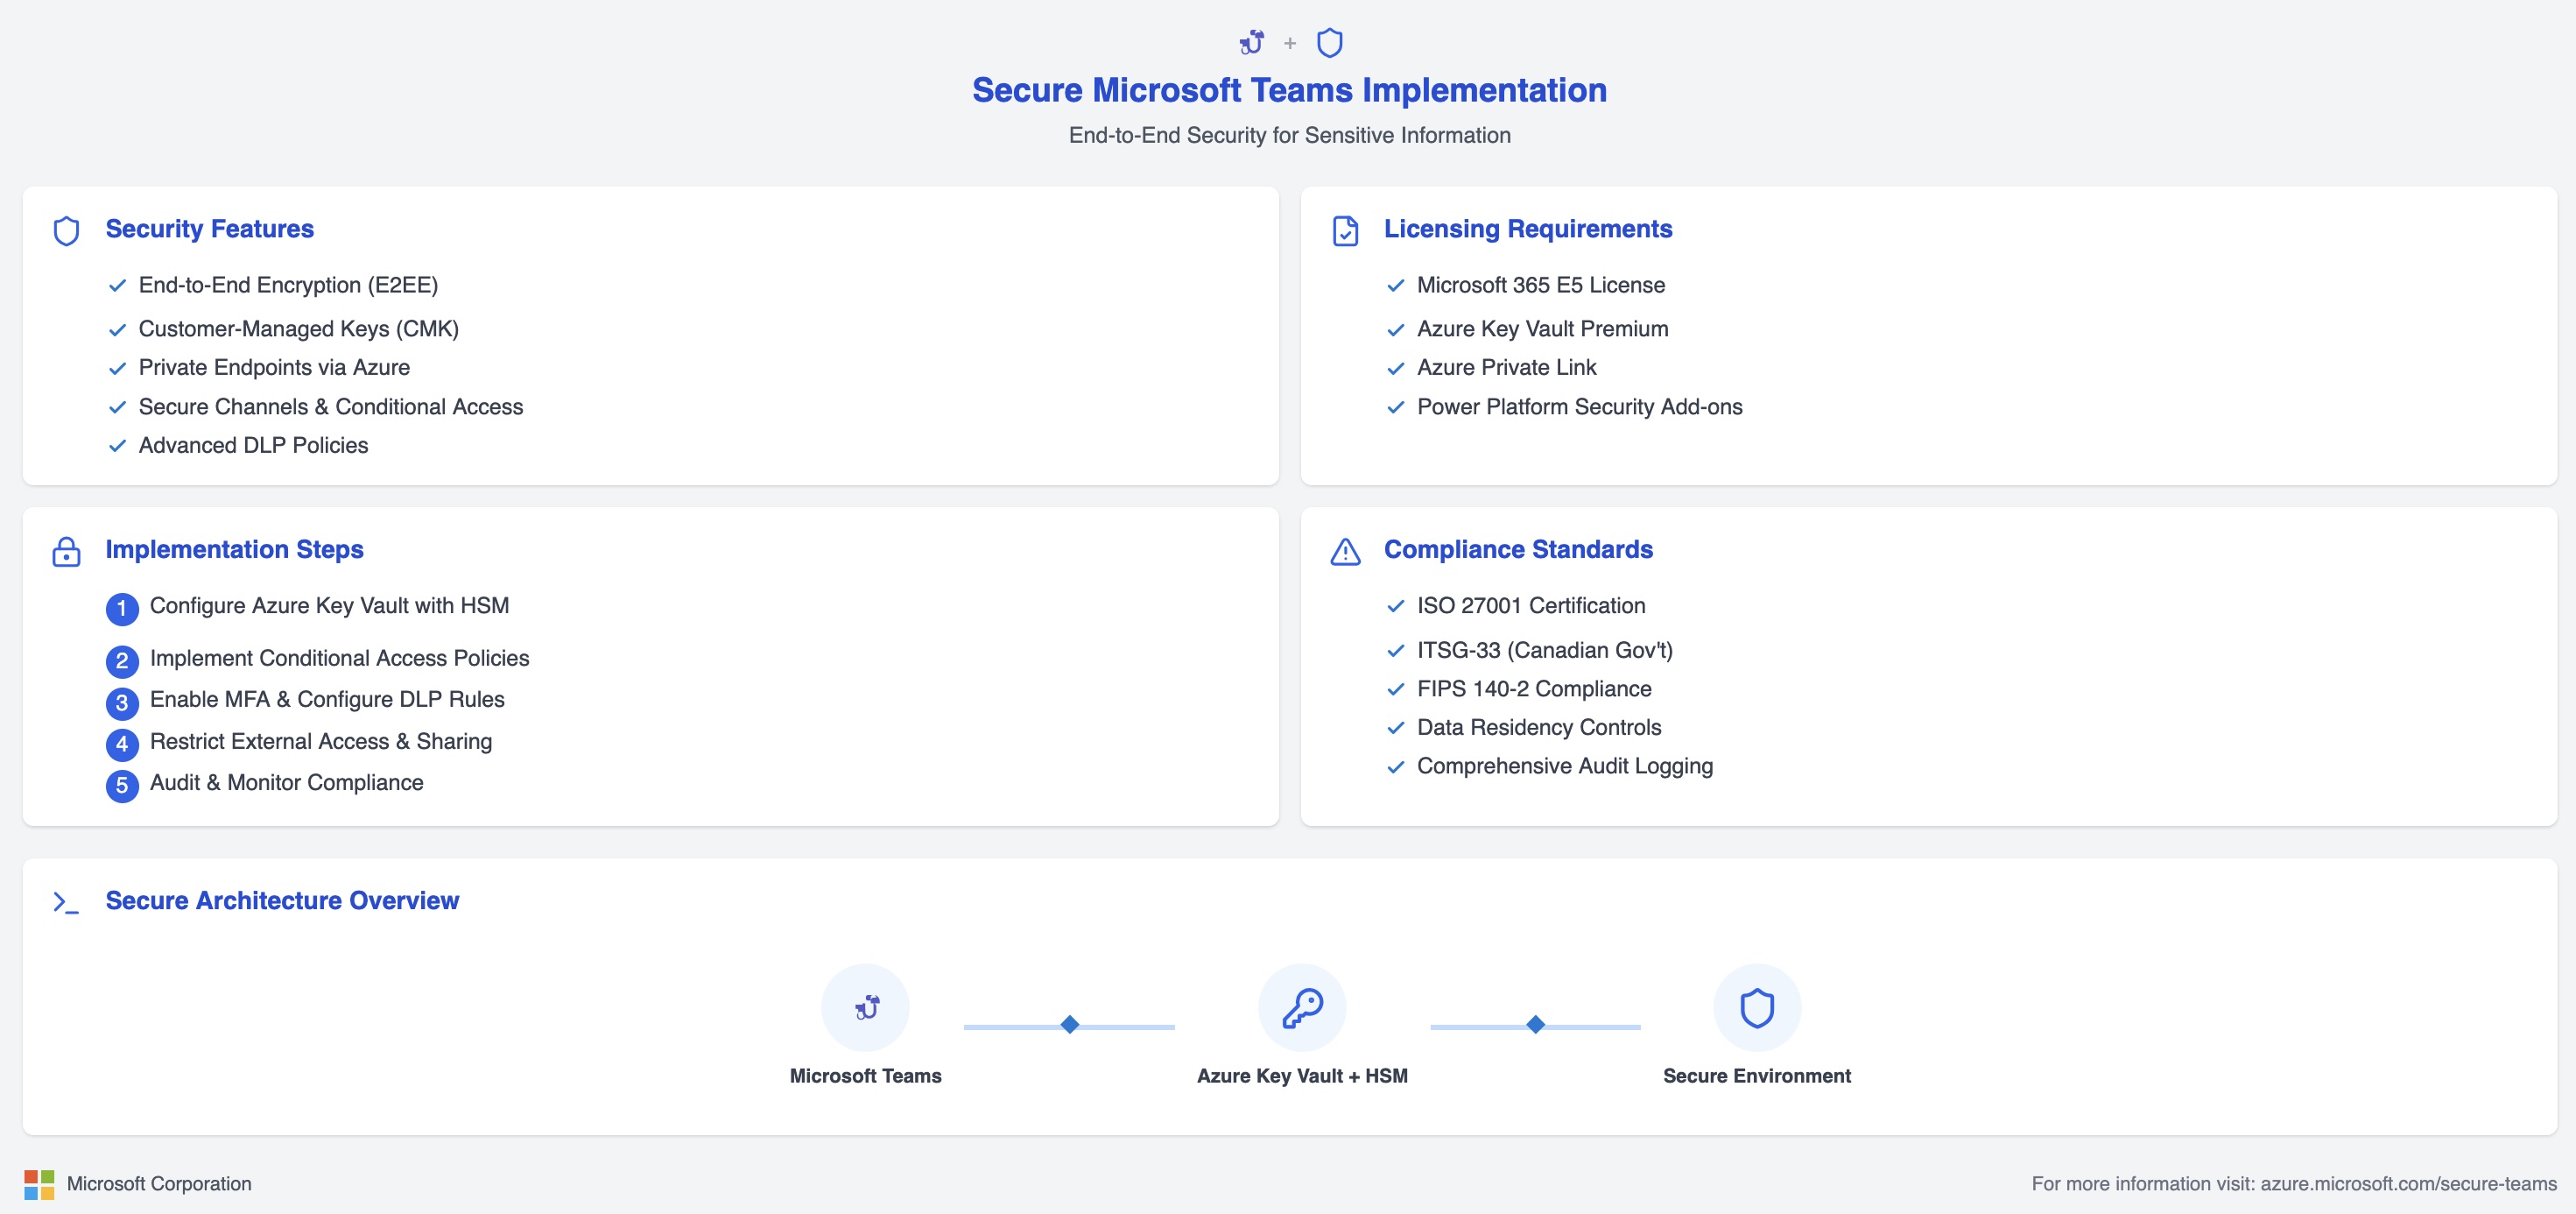 +
Secure Microsoft Teams Implementation
End-to-End Security for Sensitive Information
Security Features
End-to-End Encryption (E2EE)
Customer-Managed Keys (CMK)
Private Endpoints via Azure
Secure Channels & Conditional Access
Advanced DLP Policies
Licensing Requirements
Microsoft 365 E5 License
Azure Key Vault Premium
Azure Private Link
Power Platform Security Add-ons
Implementation Steps
1 Configure Azure Key Vault with HSM
2 Implement Conditional Access Policies
3 Enable MFA & Configure DLP Rules
4 Restrict External Access & Sharing
5 Audit & Monitor Compliance
Compliance Standards
ISO 27001 Certification
ITSG-33 (Canadian Gov't)
FIPS 140-2 Compliance
Data Residency Controls
Comprehensive Audit Logging
Secure Architecture Overview
Microsoft Teams
Azure Key Vault + HSM
Secure Environment
Microsoft Corporation
For more information visit: azure.microsoft.com/secure-teams